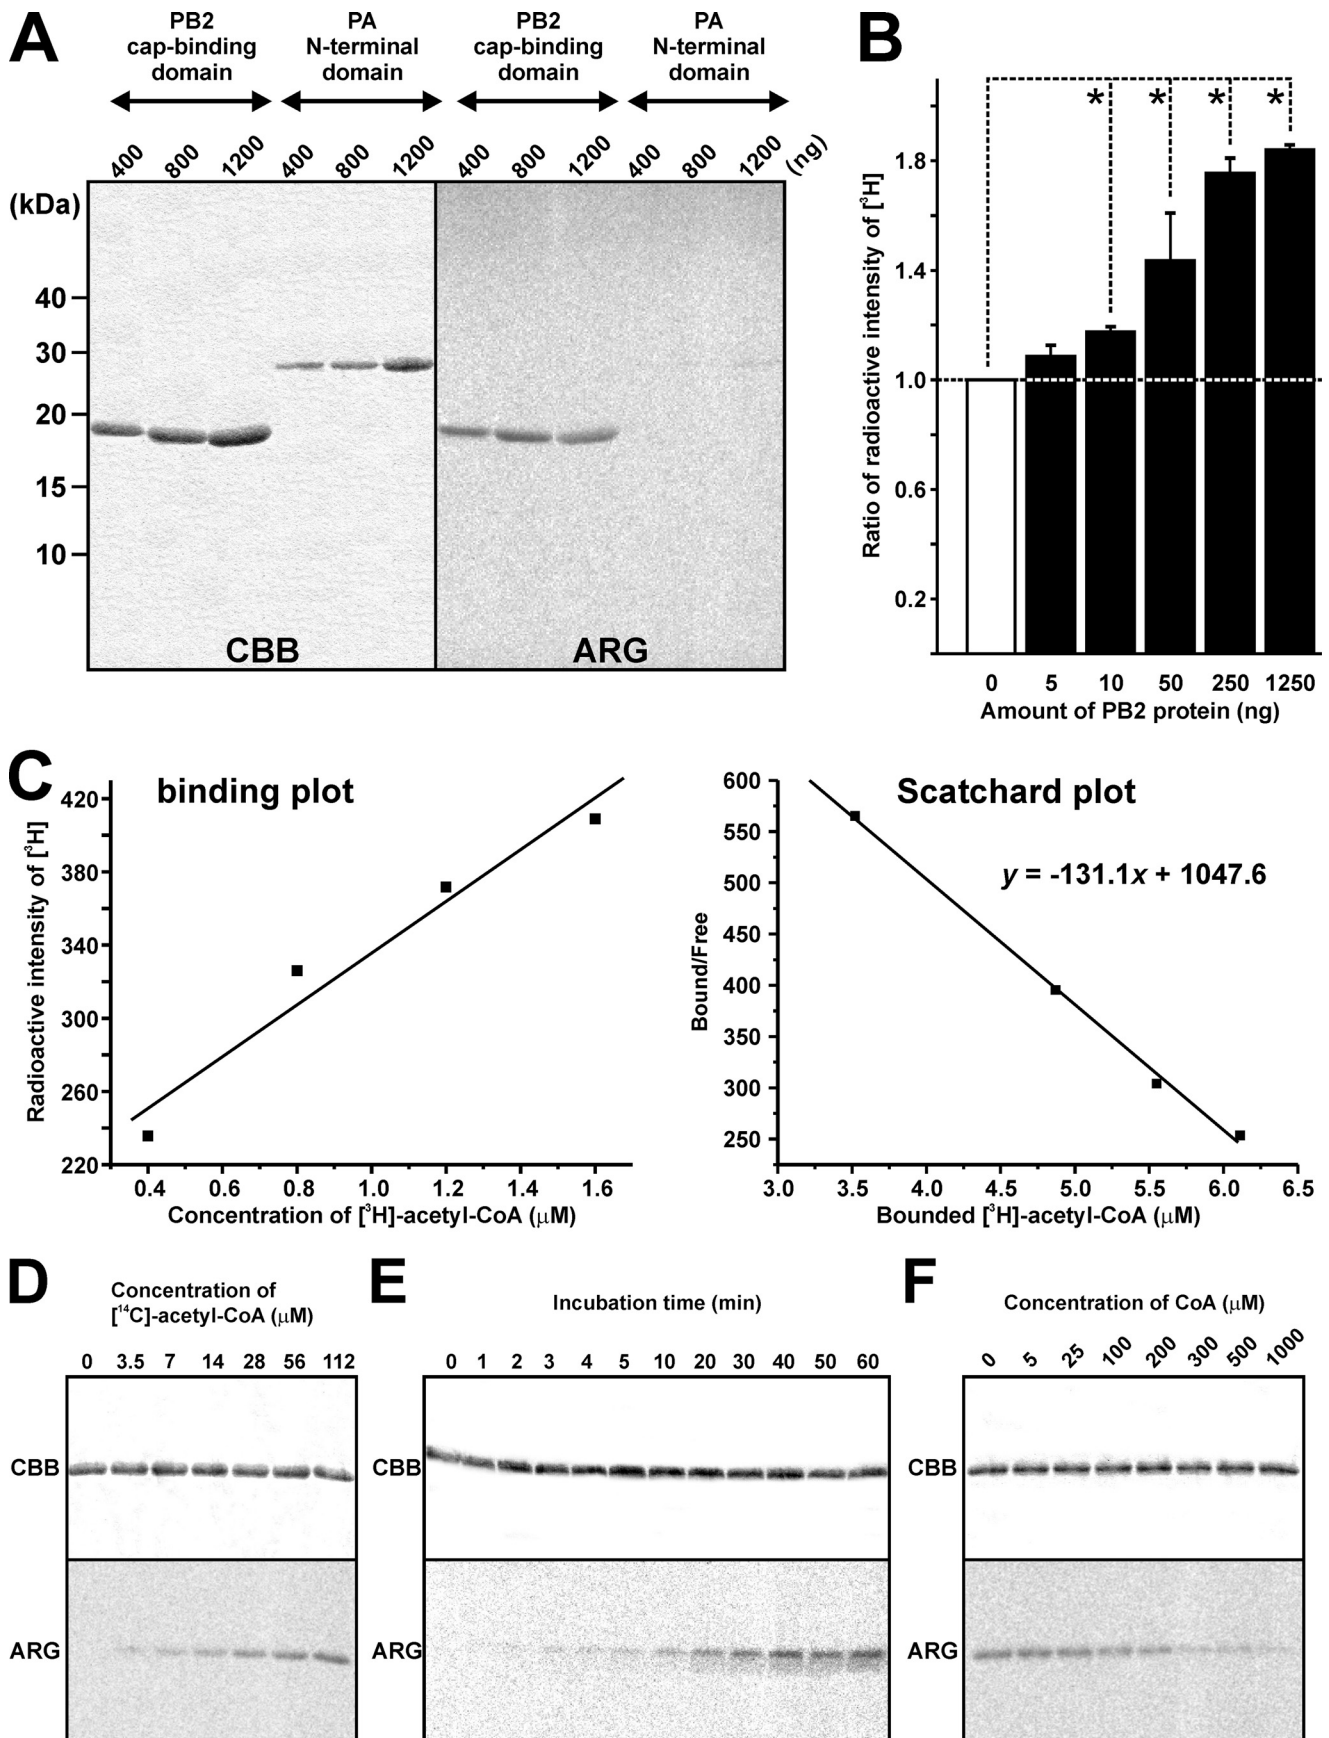 A
PB2
cap-binding
domain
PA
N-terminal
domain
PB2
cap-binding
domain
PA
N-terminal
domain
400 800 1200 400 800 1200 400 800 1200 400 800 1200 (ng)
(kDa)
40
30
20
15
10
CBB
ARG
B
Ratio of radioactive intensity of [³H]
* * * *
1.8
1.4
1.0
0.6
0.2
0 5 10 50 250 1250
Amount of PB2 protein (ng)
C
binding plot
Radioactive intensity of [³H]
420
380
340
300
260
220
0.4 0.6 0.8 1.0 1.2 1.4 1.6
Concentration of [³H]-acetyl-CoA (μM)
Scatchard plot
y = -131.1x + 1047.6
Bound/Free
600
550
500
450
400
350
300
250
3.0 3.5 4.0 4.5 5.0 5.5 6.0 6.5
Bounded [³H]-acetyl-CoA (μM)
D
Concentration of
[¹⁴C]-acetyl-CoA (μM)
0 3.5 7 14 28 56 112
CBB
ARG
E
Incubation time (min)
0 1 2 3 4 5 10 20 30 40 50 60
CBB
ARG
F
Concentration of CoA (μM)
0 5 25 100 200 300 500 1000
CBB
ARG